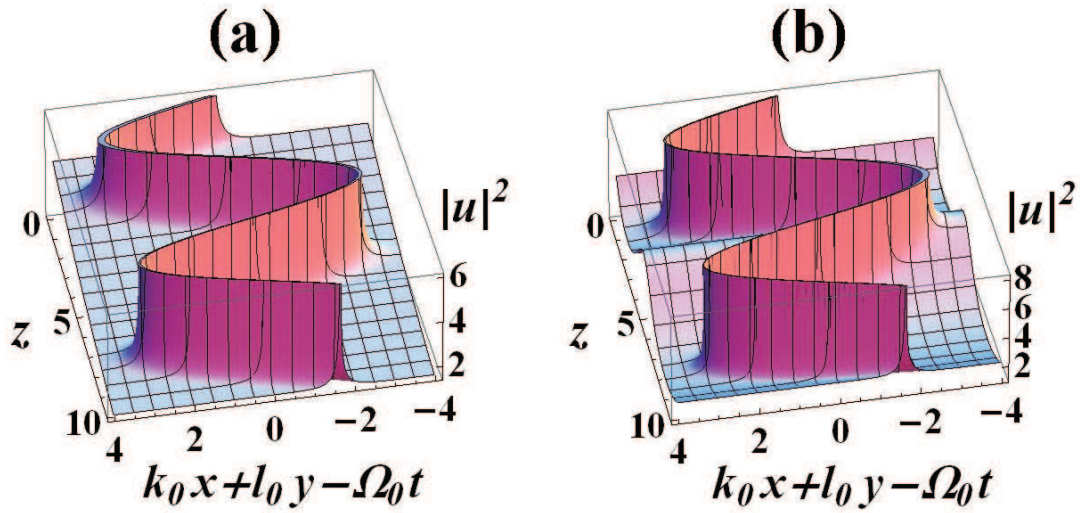 (a) (b)
|u|² |u|²
0 0
6 8
5 5 6
z 4 z 4
2 2
10 10
4 2 0 −2 −4 4 2 0 −2 −4
k₀x+l₀y−Ω₀t k₀x+l₀y−Ω₀t